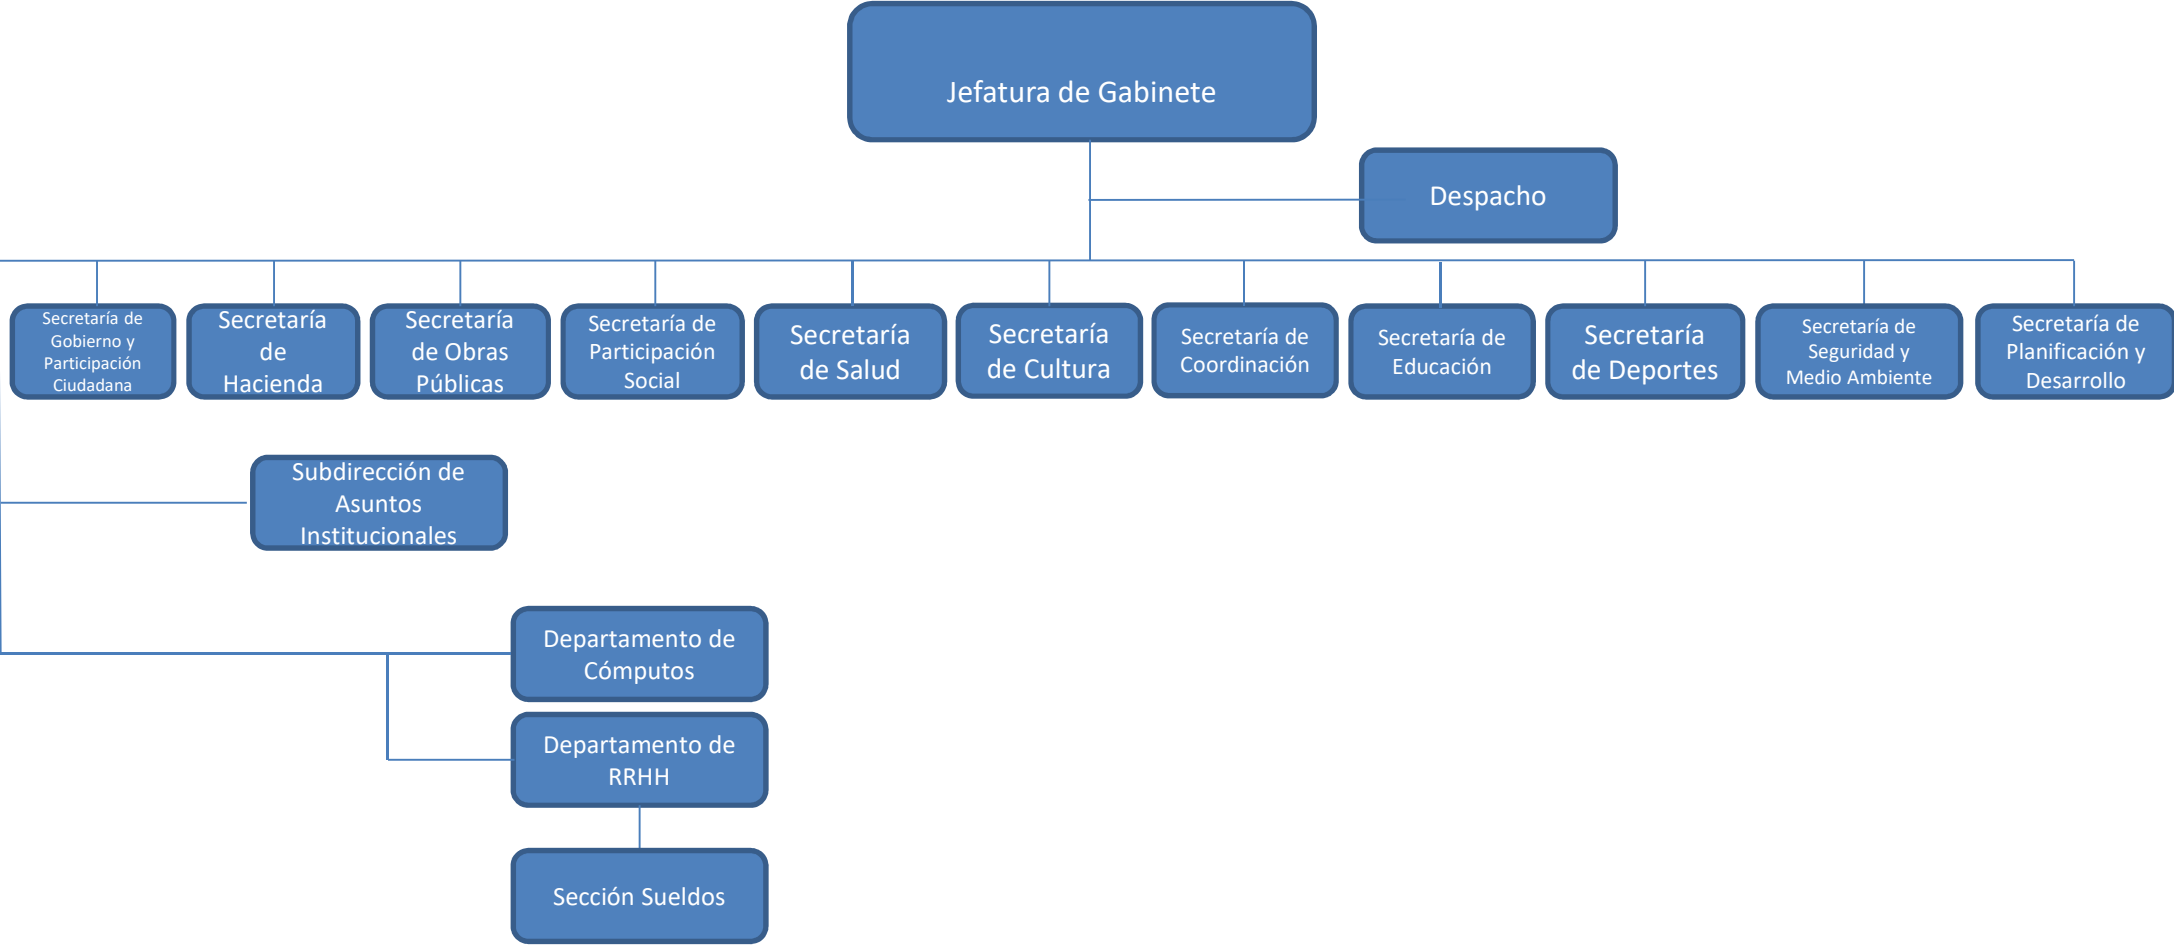 Jefatura de Gabinete
Despacho
Secretaría de
Gobierno y
Participación
Ciudadana
Secretaría
de
Hacienda
Secretaría
de Obras
Públicas
Secretaría de
Participación
Social
Secretaría
de Salud
Secretaría
de Cultura
Secretaría de
Coordinación
Secretaría de
Educación
Secretaría
de Deportes
Secretaría de
Seguridad y
Medio Ambiente
Secretaría de
Planificación y
Desarrollo
Subdirección de
Asuntos
Institucionales
Departamento de
Cómputos
Departamento de
RRHH
Sección Sueldos